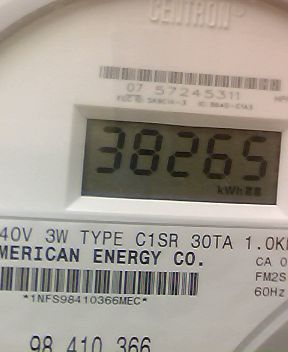 CENTRON®
07 57245311
38265
kWh
40V 3W TYPE C1SR 30TA 1.0K
MERICAN ENERGY CO.
CA 0
FM2S
*1NFS98410366MEC*
60Hz
98 410 366